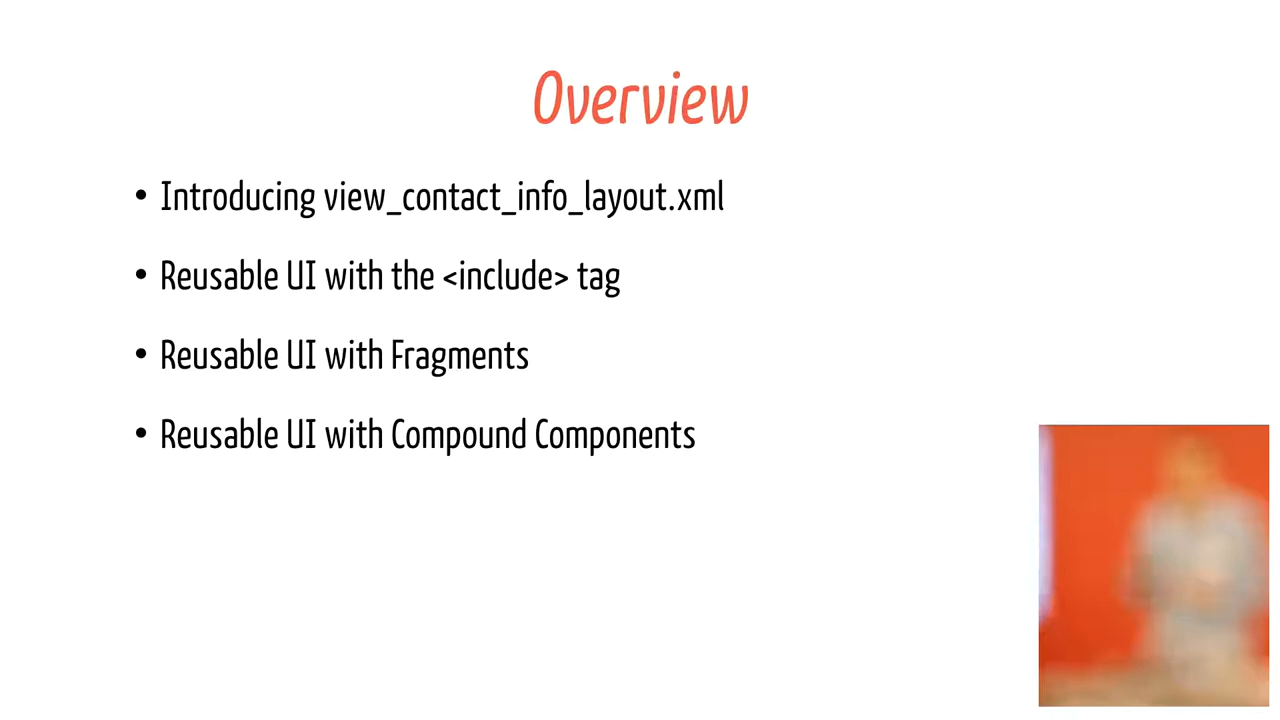 Overview
• Introducing view_contact_info_layout.xml
• Reusable UI with the <include> tag
• Reusable UI with Fragments
• Reusable UI with Compound Components